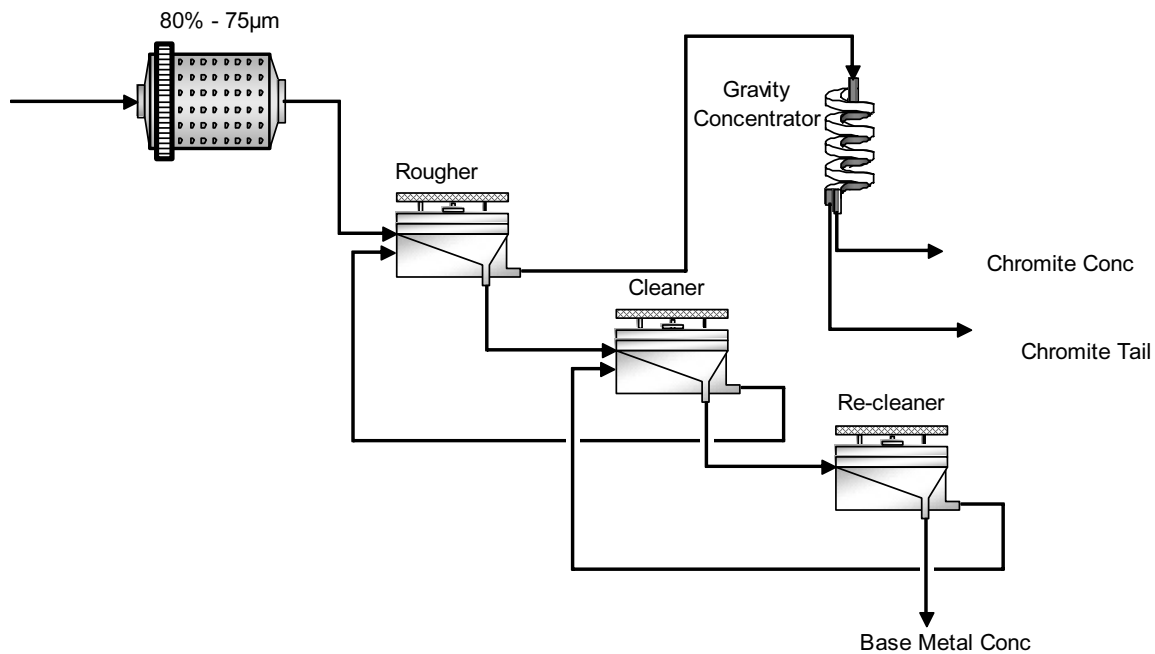 80% - 75µm
Gravity
Concentrator
Rougher
Chromite Conc
Cleaner
Chromite Tail
Re-cleaner
Base Metal Conc